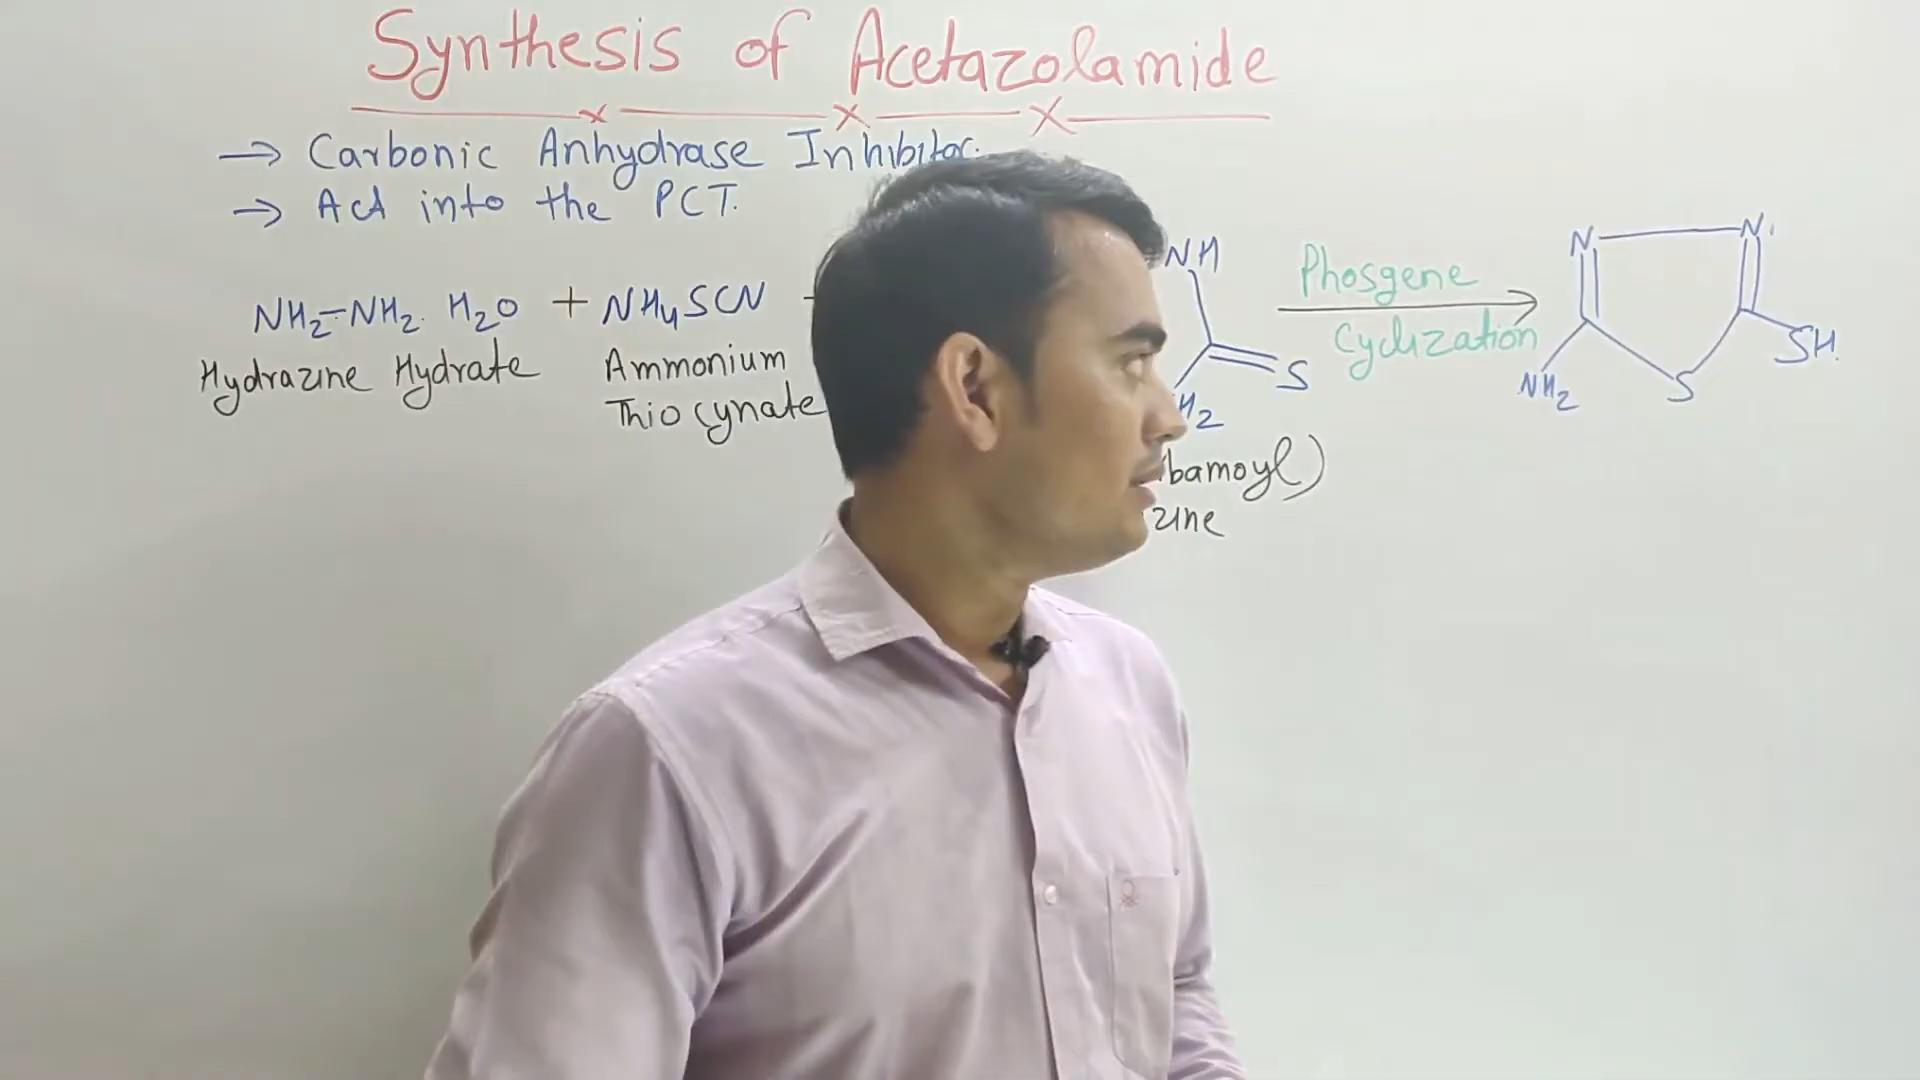 Synthesis of Acetazolamide
→ Carbonic Anhydrase Inhibitor.
→ Act into the PCT.
NH₂-NH₂. H₂O + NH₄SCN
Hydrazine Hydrate
Ammonium
Thiocynate
NH
S
H₂
bamoyl)
zine
Phosgene
Cyclization
N N
NH₂ S SH